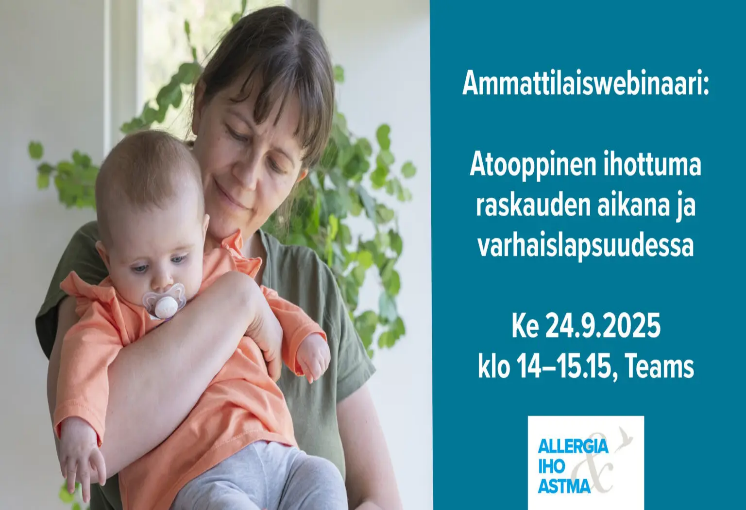 Ammattilaiswebinaari:
Atooppinen ihottuma
raskauden aikana ja
varhaislapsuudessa
Ke 24.9.2025
klo 14–15.15, Teams
ALLERGIA
IHO &
ASTMA